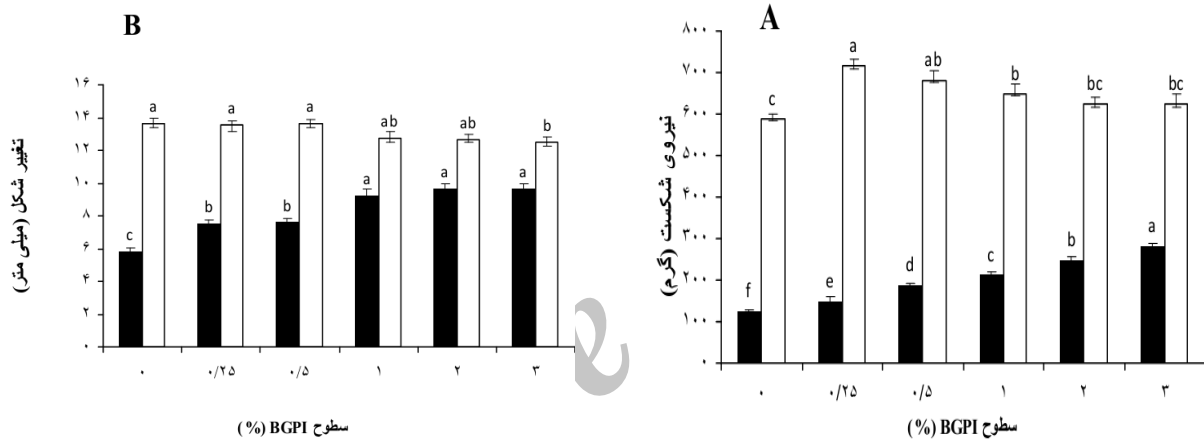 B
۱۶
۱۴
۱۲
۱۰
۸
۶
۴
۲
۰
تغییر شکل (میلی متر)
a
a
a
ab
ab
b
c
b
b
a
a
a
۰
۰/۲۵
۰/۵
۱
۲
۳
سطوح BGPI (%)
A
۸۰۰
۷۰۰
۶۰۰
۵۰۰
۴۰۰
۳۰۰
۲۰۰
۱۰۰
۰
نیروی شکست (گرم)
c
a
ab
b
bc
bc
f
e
d
c
b
a
۰
۰/۲۵
۰/۵
۱
۲
۳
سطوح BGPI (%)